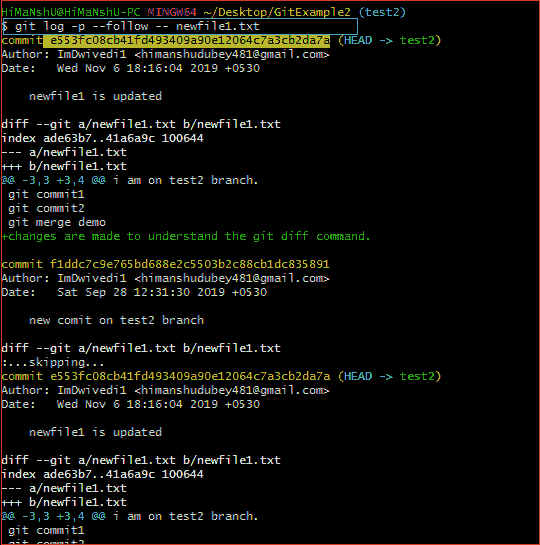 HiMaNshU@HiMaNshU-PC MINGW64 ~/Desktop/GitExample2 (test2)
$ git log -p --follow -- newfile1.txt
commit e553fc08cb41fd493409a90e12064c7a3cb2da7a (HEAD -> test2)
Author: ImDwivedi1 <himanshudubey481@gmail.com>
Date:   Wed Nov 6 18:16:04 2019 +0530

    newfile1 is updated

diff --git a/newfile1.txt b/newfile1.txt
index ade63b7..41a6a9c 100644
--- a/newfile1.txt
+++ b/newfile1.txt
@@ -3,3 +3,4 @@ i am on test2 branch.
 git commit1
 git commit2
 git merge demo
+changes are made to understand the git diff command.

commit f1ddc7c9e765bd688e2c5503b2c88cb1dc835891
Author: ImDwivedi1 <himanshudubey481@gmail.com>
Date:   Sat Sep 28 12:31:30 2019 +0530

    new comit on test2 branch

diff --git a/newfile1.txt b/newfile1.txt
:...skipping...
commit e553fc08cb41fd493409a90e12064c7a3cb2da7a (HEAD -> test2)
Author: ImDwivedi1 <himanshudubey481@gmail.com>
Date:   Wed Nov 6 18:16:04 2019 +0530

    newfile1 is updated

diff --git a/newfile1.txt b/newfile1.txt
index ade63b7..41a6a9c 100644
--- a/newfile1.txt
+++ b/newfile1.txt
@@ -3,3 +3,4 @@ i am on test2 branch.
 git commit1
 git commit2